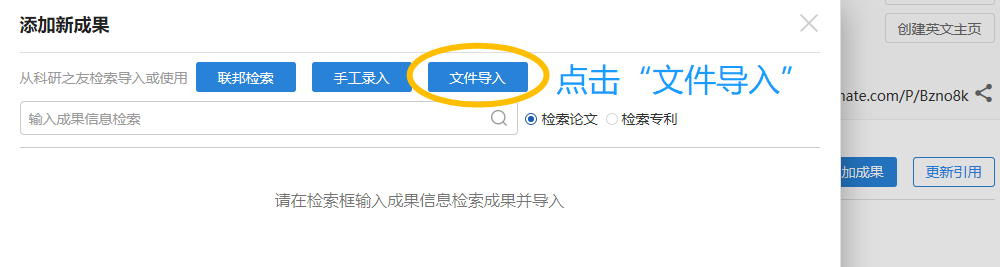 添加新成果
创建英文主页
从科研之友检索导入或使用 联邦检索 手工录入 文件导入 点击“文件导入”
nate.com/P/Bzno8k
输入成果信息检索 检索论文 检索专利
加成果 更新引用
请在检索框输入成果信息检索成果并导入